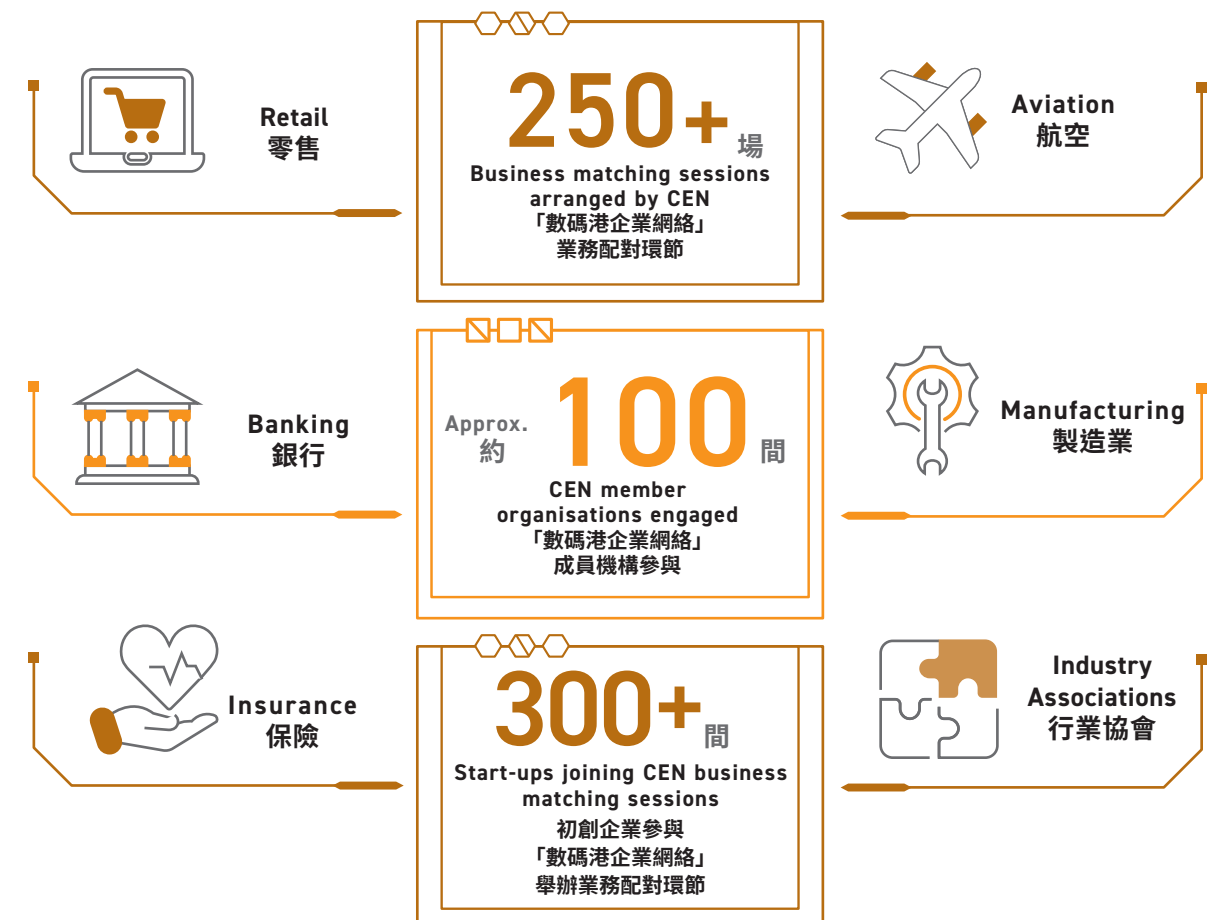 Retail
零售
250+ 場
Business matching sessions
arranged by CEN
「數碼港企業網絡」
業務配對環節
Aviation
航空
Banking
銀行
Approx.
約
100 間
CEN member
organisations engaged
「數碼港企業網絡」
成員機構參與
Manufacturing
製造業
Insurance
保險
300+ 間
Start-ups joining CEN business
matching sessions
初創企業參與
「數碼港企業網絡」
舉辦業務配對環節
Industry
Associations
行業協會